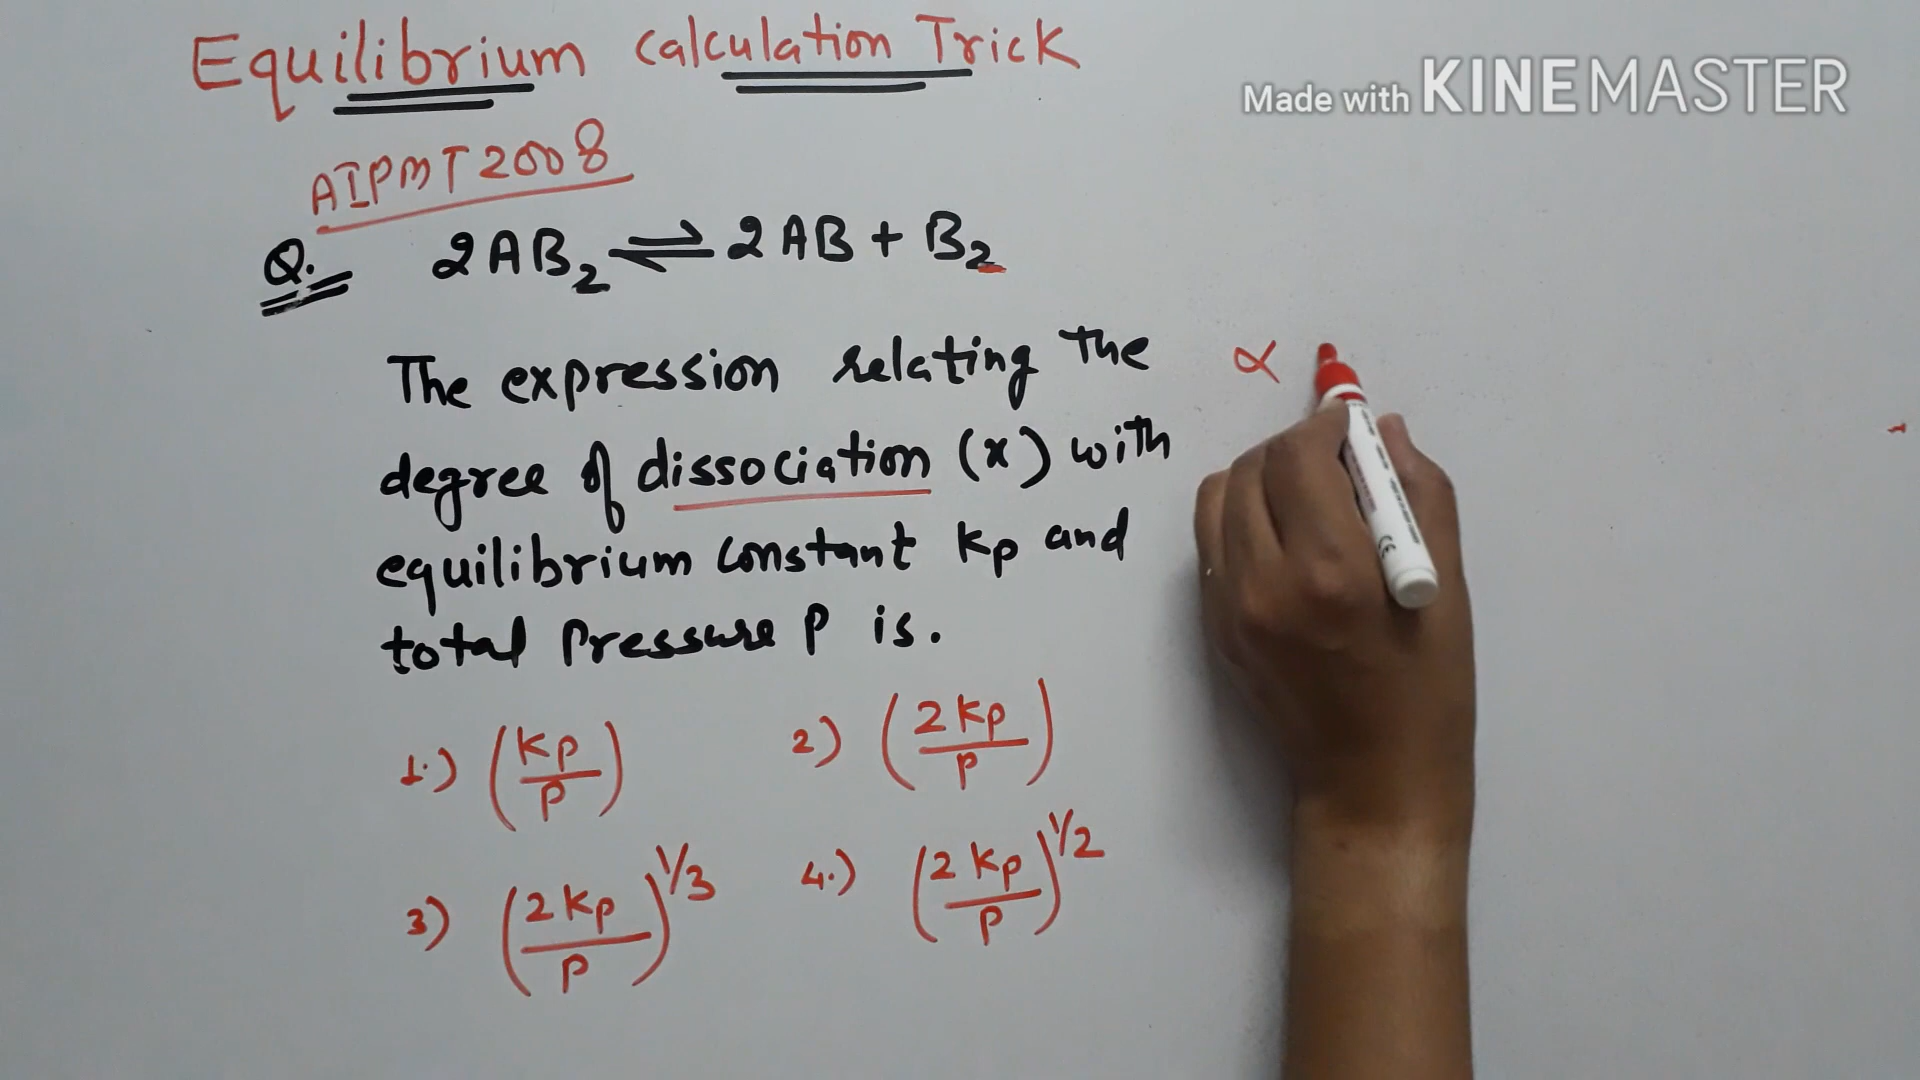 Equilibrium Calculation Trick
Made with KINEMASTER
AIPMT 2008
Q. 2AB₂ ⇌ 2AB + B₂
The expression relating the
degree of dissociation (x) with
equilibrium constant Kp and
total Pressure P is.
∝
1.) (Kp/P) 2) (2Kp/P)
3) (2Kp/P)^1/3 4.) (2Kp/P)^1/2